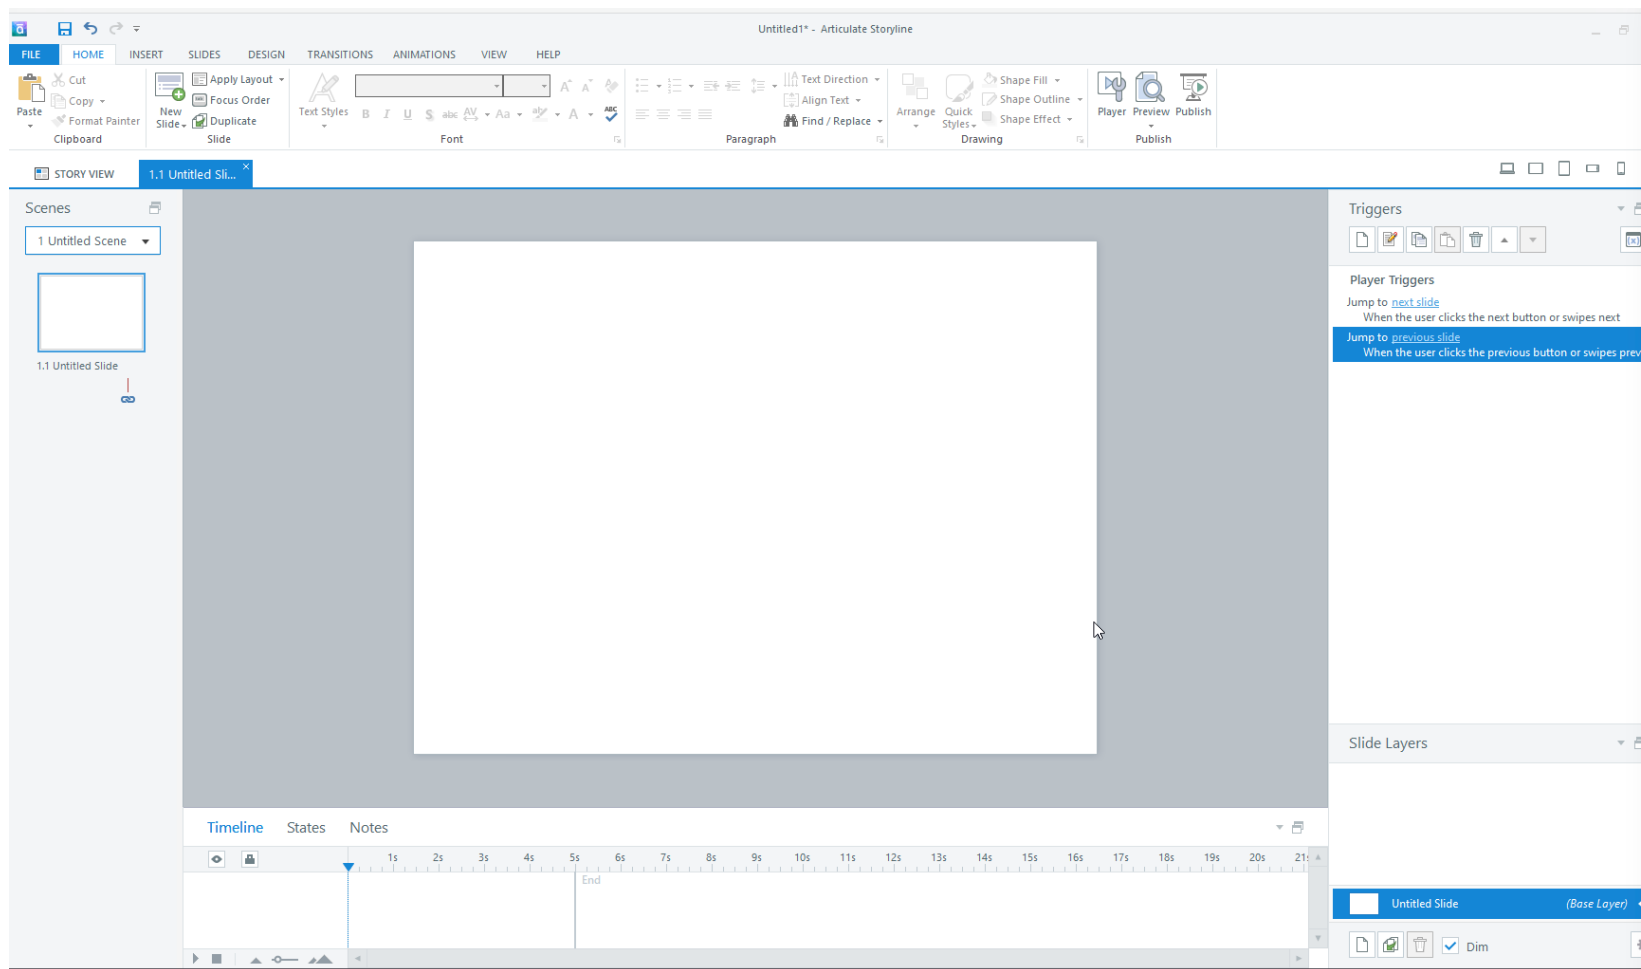 Untitled1* - Articulate Storyline
FILE HOME INSERT SLIDES DESIGN TRANSITIONS ANIMATIONS VIEW HELP
Paste
Cut
Copy
Format Painter
Clipboard
New Slide
Apply Layout
Focus Order
Duplicate
Slide
Text Styles
B I U S abc AV Aa aby A ABC
Font
Text Direction
Align Text
Find / Replace
Paragraph
Arrange
Quick Styles
Shape Fill
Shape Outline
Shape Effect
Drawing
Player Preview Publish
Publish
STORY VIEW
1.1 Untitled Sli...
Scenes
1 Untitled Scene
1.1 Untitled Slide
Triggers
Player Triggers
Jump to next slide
When the user clicks the next button or swipes next
Jump to previous slide
When the user clicks the previous button or swipes prev
Slide Layers
Untitled Slide (Base Layer)
Dim
Timeline States Notes
1s 2s 3s 4s 5s 6s 7s 8s 9s 10s 11s 12s 13s 14s 15s 16s 17s 18s 19s 20s 21s
End